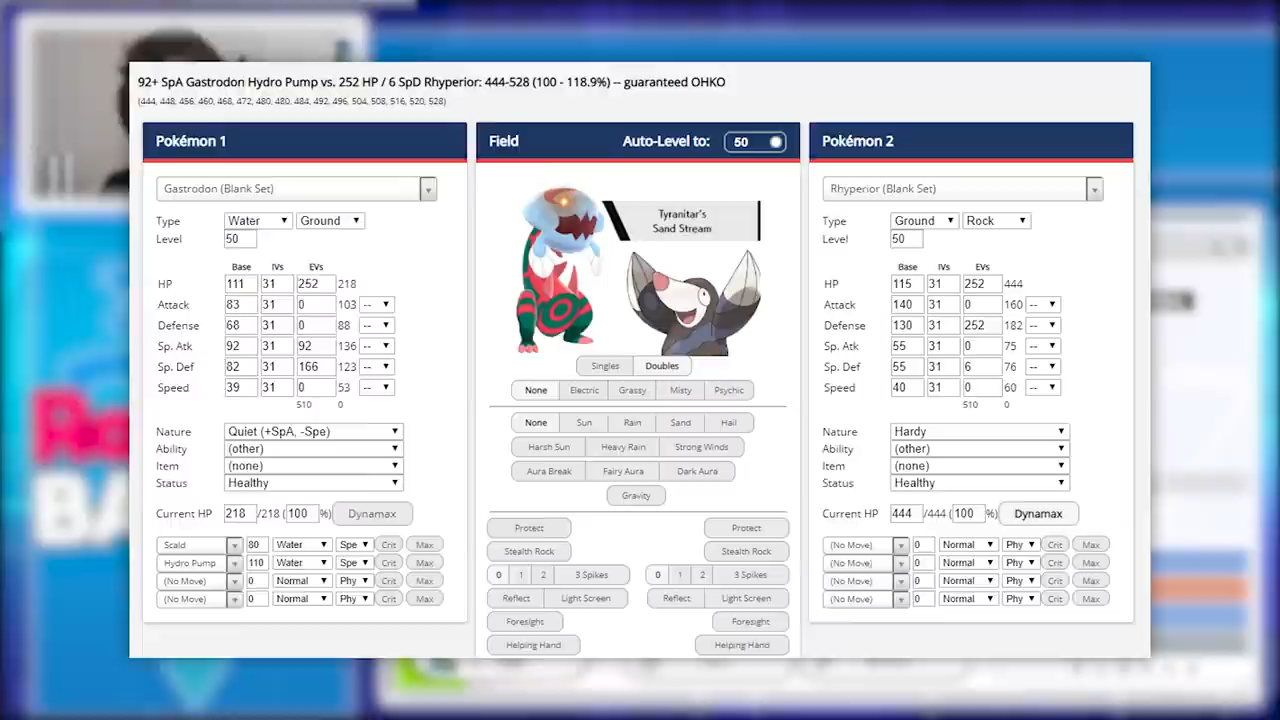 92+ SpA Gastrodon Hydro Pump vs. 252 HP / 6 SpD Rhyperior: 444-528 (100 - 118.9%) -- guaranteed OHKO
(444, 448, 456, 460, 468, 472, 480, 480, 484, 492, 496, 504, 508, 516, 520, 528)
Pokémon 1
Gastrodon (Blank Set)
Type Water Ground
Level 50
Base IVs EVs
HP 111 31 252 218
Attack 83 31 0 103 --
Defense 68 31 0 88 --
Sp. Atk 92 31 92 136 --
Sp. Def 82 31 166 123 --
Speed 39 31 0 53 --
510 0
Nature Quiet (+SpA, -Spe)
Ability (other)
Item (none)
Status Healthy
Current HP 218 /218 (100 %) Dynamax
Scald 80 Water Spe Crit Max
Hydro Pump 110 Water Spe Crit Max
(No Move) 0 Normal Phy Crit Max
(No Move) 0 Normal Phy Crit Max
Field Auto-Level to: 50
Tyranitar's
Sand Stream
Singles Doubles
None Electric Grassy Misty Psychic
None Sun Rain Sand Hail
Harsh Sun Heavy Rain Strong Winds
Aura Break Fairy Aura Dark Aura
Gravity
Protect Protect
Stealth Rock Stealth Rock
0 1 2 3 Spikes 0 1 2 3 Spikes
Reflect Light Screen Reflect Light Screen
Foresight Foresight
Helping Hand Helping Hand
Pokémon 2
Rhyperior (Blank Set)
Type Ground Rock
Level 50
Base IVs EVs
HP 115 31 252 444
Attack 140 31 0 160 --
Defense 130 31 252 182 --
Sp. Atk 55 31 0 75 --
Sp. Def 55 31 6 76 --
Speed 40 31 0 60 --
510 0
Nature Hardy
Ability (other)
Item (none)
Status Healthy
Current HP 444 /444 (100 %) Dynamax
(No Move) 0 Normal Phy Crit Max
(No Move) 0 Normal Phy Crit Max
(No Move) 0 Normal Phy Crit Max
(No Move) 0 Normal Phy Crit Max